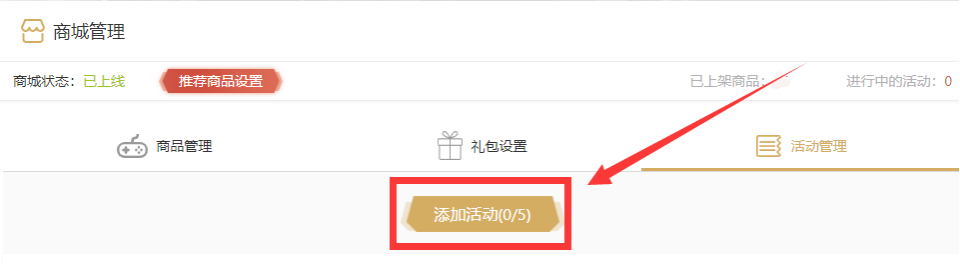 商城管理
商城状态：已上线 推荐商品设置 已上架商品： 进行中的活动：0
商品管理 礼包设置 活动管理
添加活动(0/5)